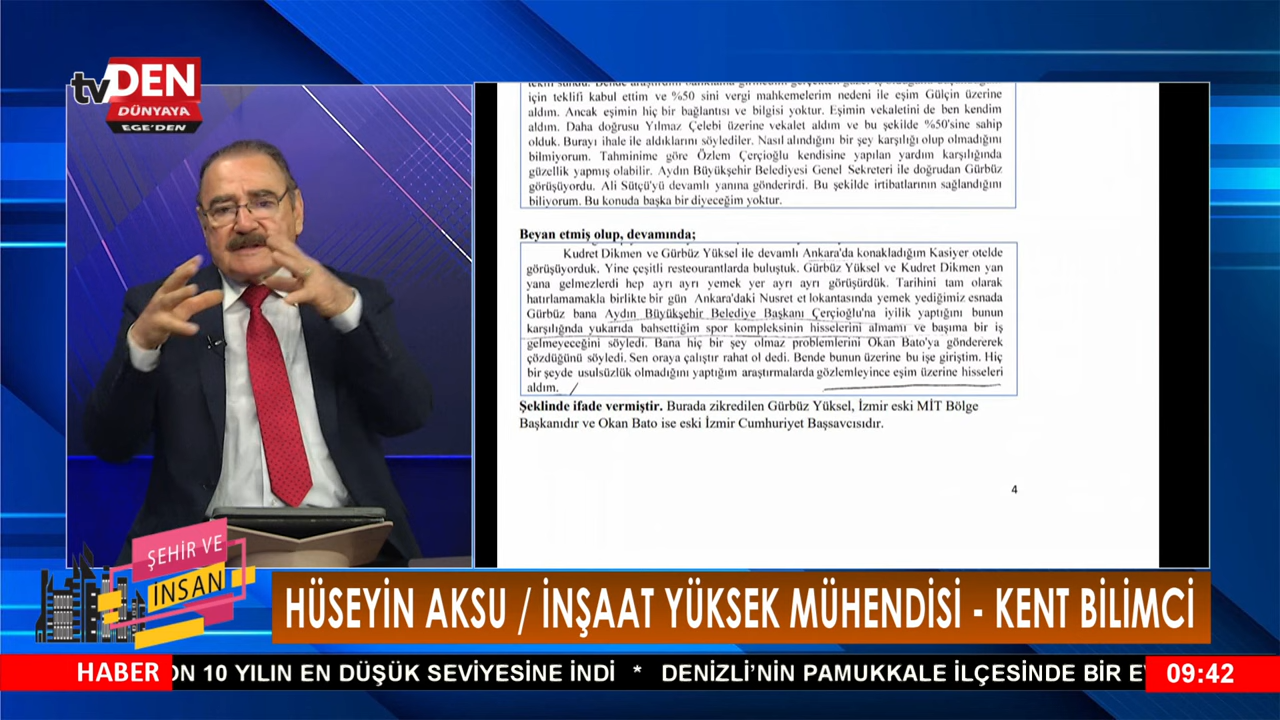 tvDEN
DÜNYAYA
EGE'DEN
için teklifi kabul ettim ve %50 sini vergi mahkemelerim nedeni ile eşim Gülçin üzerine
aldım. Ancak eşimin hiç bir bağlantısı ve bilgisi yoktur. Eşimin vekaletini de ben kendim
aldım. Daha doğrusu Yılmaz Çelebi üzerine vekalet aldım ve bu şekilde %50'sine sahip
olduk. Burayı ihale ile aldıklarını söylediler. Nasıl alındığını bir şey karşılığı olup olmadığını
bilmiyorum. Tahminime göre Özlem Çerçioğlu kendisine yapılan yardım karşılığında
güzellik yapmış olabilir. Aydın Büyükşehir Belediyesi Genel Sekreteri ile doğrudan Gürbüz
görüşüyordu. Ali Sütçü'yü devamlı yanına gönderirdi. Bu şekilde irtibatlarının sağlandığını
biliyorum. Bu konuda başka bir diyeceğim yoktur.
Beyan etmiş olup, devamında;
Kudret Dikmen ve Gürbüz Yüksel ile devamlı Ankara'da konakladığım Kasiyer otelde
görüşüyorduk. Yine çeşitli resteourantlarda buluştuk. Gürbüz Yüksel ve Kudret Dikmen yan
yana gelmezlerdi hep ayrı ayrı yemek yer ayrı ayrı görüşürdük. Tarihini tam olarak
hatırlamamakla birlikte bir gün Ankara'daki Nusret et lokantasında yemek yediğimiz esnada
Gürbüz bana Aydın Büyükşehir Belediye Başkanı Çerçioğlu'na iyilik yaptığını bunun
karşılığnda yukarıda bahsettiğim spor kompleksinin hisselerini almamı ve başıma bir iş
gelmeyeceğini söyledi. Bana hiç bir şey olmaz problemlerini Okan Bato'ya göndererek
çözdüğünü söyledi. Sen oraya çalıştır rahat ol dedi. Bende bunun üzerine bu işe giriştim. Hiç
bir şeyde usulsüzlük olmadığını yaptığım araştırmalarda gözlemleyince eşim üzerine hisseleri
aldım.
Şeklinde ifade vermiştir. Burada zikredilen Gürbüz Yüksel, İzmir eski MİT Bölge
Başkanıdır ve Okan Bato ise eski İzmir Cumhuriyet Başsavcısıdır.
4
ŞEHİR VE
İNSAN
HÜSEYİN AKSU / İNŞAAT YÜKSEK MÜHENDİSİ - KENT BİLİMCİ
HABER ON 10 YILIN EN DÜŞÜK SEVİYESİNE İNDİ * DENİZLİ'NİN PAMUKKALE İLÇESİNDE BİR 09:42